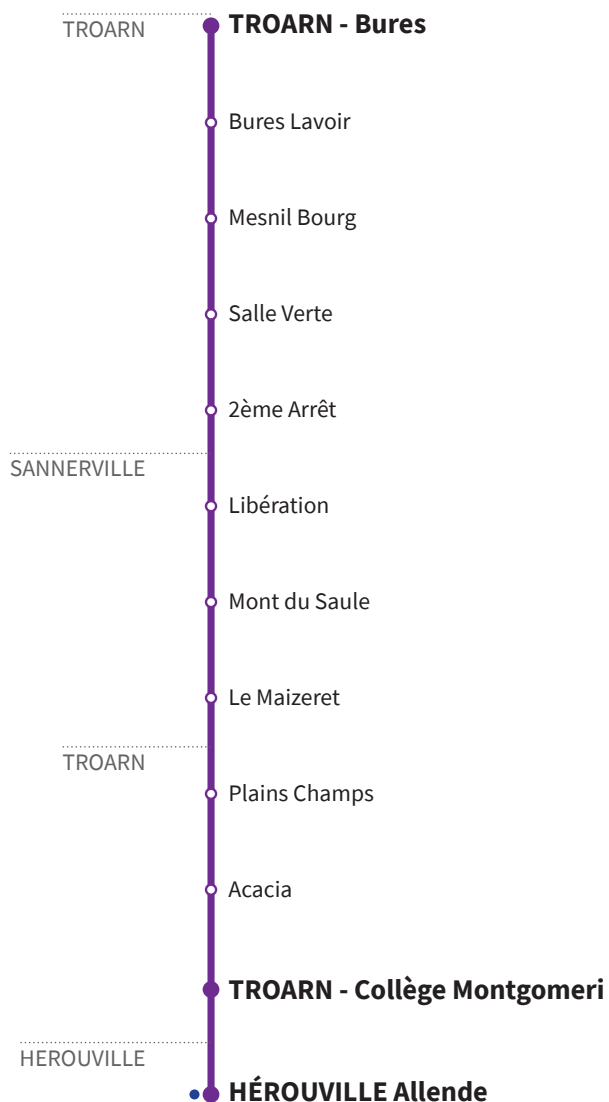 TROARN
TROARN - Bures
Bures Lavoir
Mesnil Bourg
Salle Verte
2ème Arrêt
SANNERVILLE
Libération
Mont du Saule
Le Maizeret
TROARN
Plains Champs
Acacia
TROARN - Collège Montgomeri
HEROUVILLE
HÉROUVILLE Allende